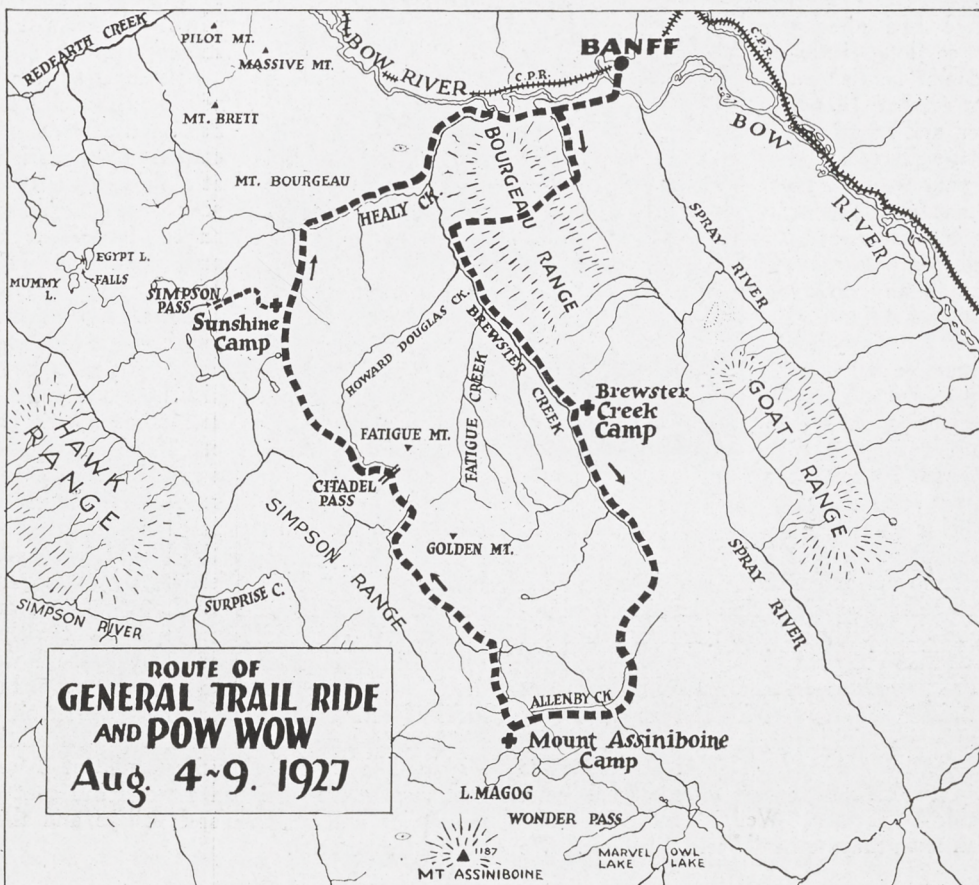 REDEARTH CREEK
PILOT MT.
MASSIVE MT.
MT. BRETT
BOW RIVER
C.P.R.
BANFF
C.P.R.
BOW
RIVER
MT. BOURGEAU
HEALY CK.
BOURGEAU
RANGE
EGYPT L.
MUMMY
L.
FALLS
SIMPSON
PASS
Sunshine
Camp
SPRAY
RIVER
HOWARD DOUGLAS CK.
BREWSTER
CREEK
FATIGUE CREEK
Brewster
Creek
Camp
GOAT
RANGE
HAWK
RANGE
FATIGUE MT.
CITADEL
PASS
SIMPSON
RANGE
GOLDEN MT.
SPRAY
RIVER
SIMPSON RIVER
SURPRISE C.
ROUTE OF
GENERAL TRAIL RIDE
AND POW WOW
Aug. 4~9. 1927
ALLENBY CK
Mount Assiniboine
Camp
L. MAGOG
WONDER PASS
MARVEL
LAKE
OWL
LAKE
1187
MT ASSINIBOINE